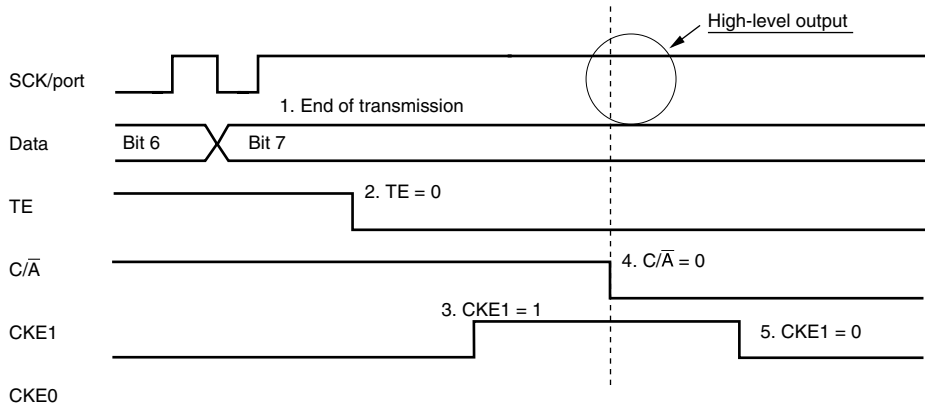 High-level output
SCK/port
1. End of transmission
Data
Bit 6
Bit 7
TE
2. TE = 0
C/A̅
4. C/A̅ = 0
3. CKE1 = 1
CKE1
5. CKE1 = 0
CKE0